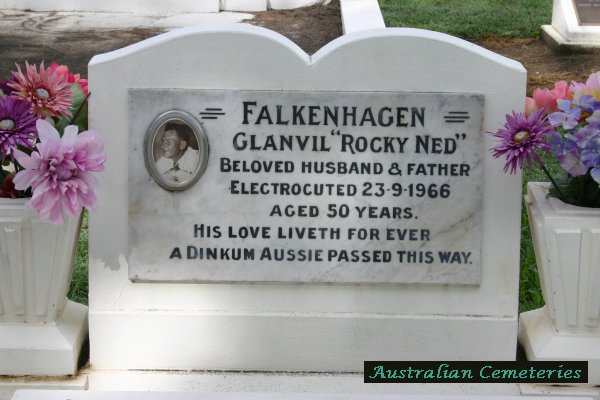 FALKENHAGEN
GLANVIL "ROCKY NED"
BELOVED HUSBAND & FATHER
ELECTROCUTED 23-9-1966
AGED 50 YEARS.
HIS LOVE LIVETH FOR EVER
A DINKUM AUSSIE PASSED THIS WAY.
Australian Cemeteries